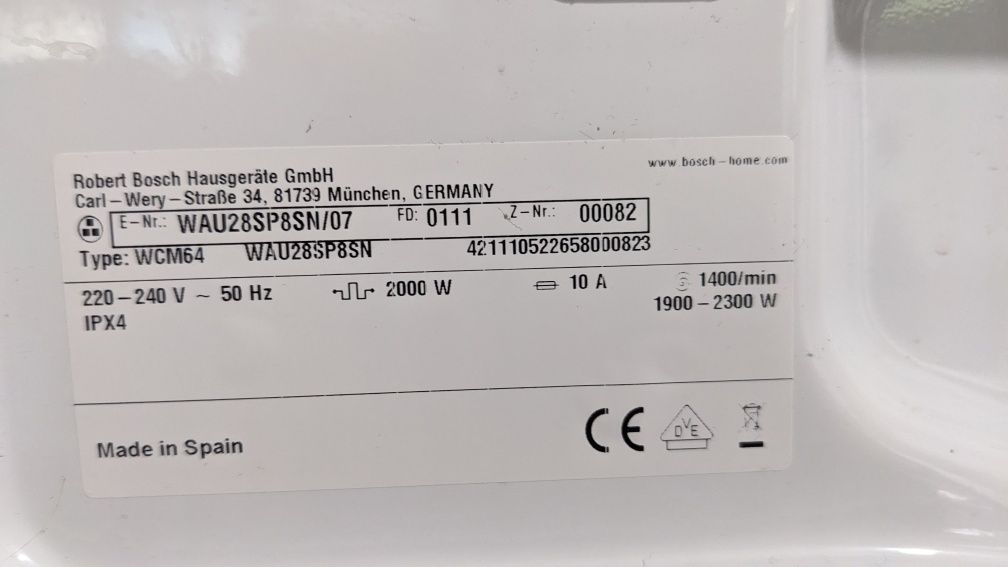 www.bosch-home.com
Robert Bosch Hausgeräte GmbH
Carl-Wery-Straße 34, 81739 München, GERMANY
E-Nr.: WAU28SP8SN/07 FD: 0111 Z-Nr.: 00082
Type: WCM64 WAU28SP8SN 421110522658000823
220-240 V ~ 50 Hz 2000 W 10 A 1400/min
IPX4 1900-2300 W
Made in Spain CE DVE